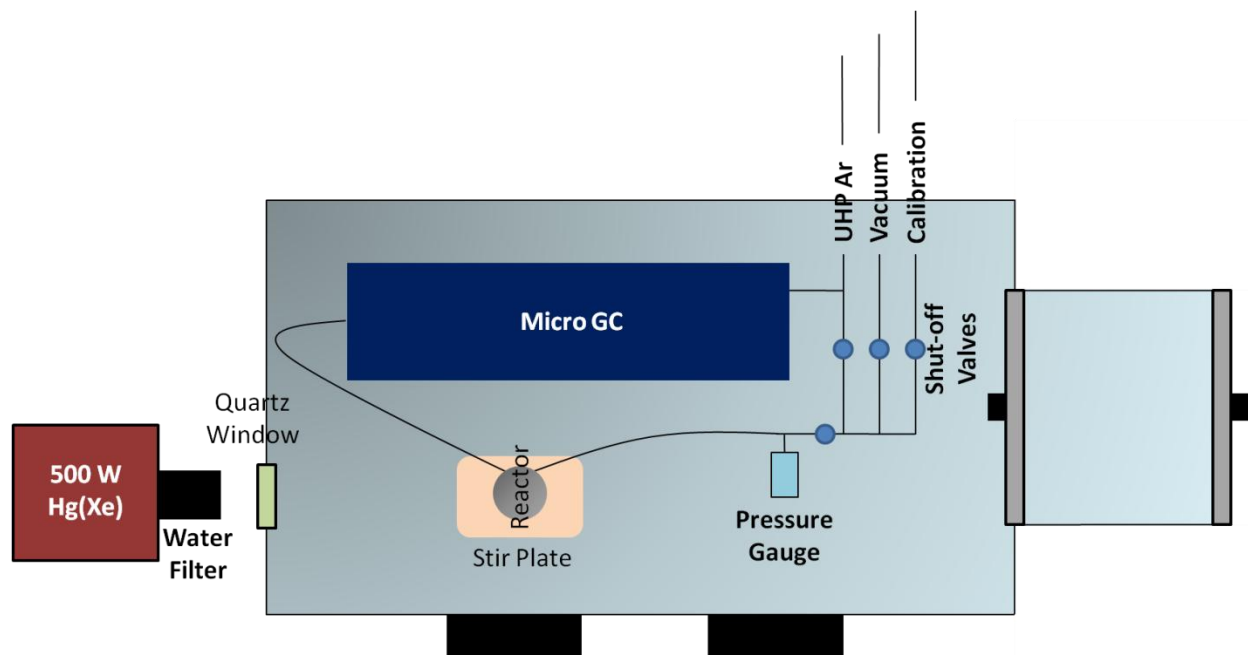 UHP Ar
Vacuum
Calibration
Micro GC
Shut-off
Valves
Quartz
Window
500 W
Hg(Xe)
Water
Filter
Reactor
Stir Plate
Pressure
Gauge